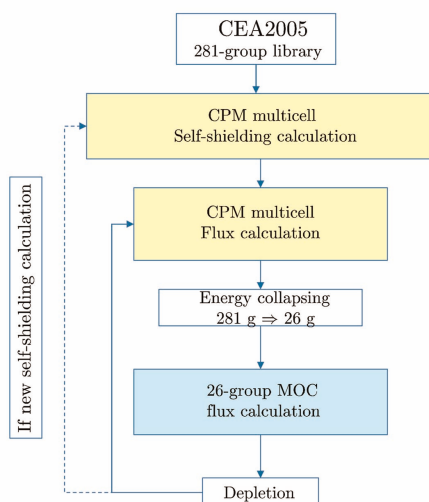 CEA2005
281-group library
CPM multicell
Self-shielding calculation
CPM multicell
Flux calculation
If new self-shielding calculation
Energy collapsing
281 g ⇒ 26 g
26-group MOC
flux calculation
Depletion